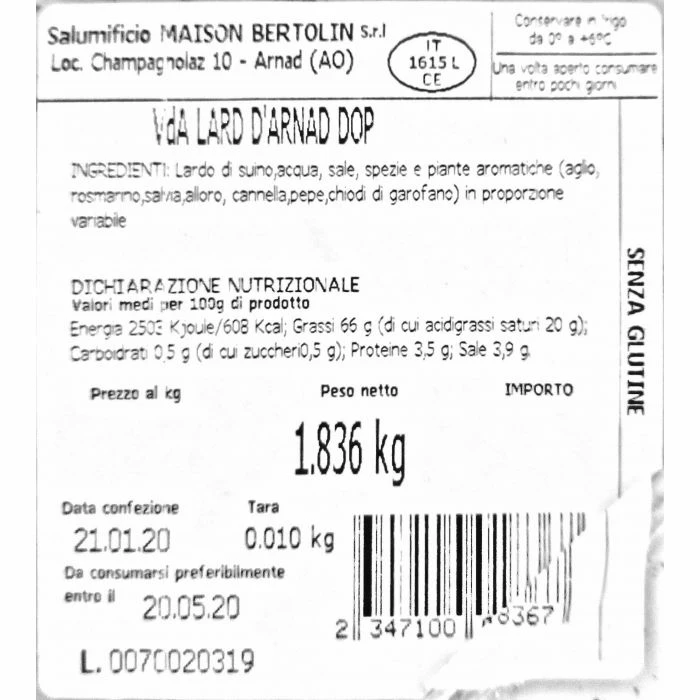 Salumificio MAISON BERTOLIN S.r.l
Loc. Champagnolaz 10 - Arnad (AO)
IT
1615 L
CE
Conservare in frigo
da 0° a +6°C
Una volta aperto consumare
entro pochi giorni
VdA LARD D'ARNAD DOP
INGREDIENTI: Lardo di suino,acqua, sale, spezie e piante aromatiche (aglio,
rosmarino,salvia,alloro, cannella,pepe,chiodi di garofano) in proporzione
variabile
SENZA GLUTINE
DICHIARAZIONE NUTRIZIONALE
Valori medi per 100g di prodotto
Energia 2503 Kjoule/608 Kcal; Grassi 66 g (di cui acidigrassi saturi 20 g);
Carboidrati 0,5 g (di cui zuccheri0,5 g); Proteine 3,5 g; Sale 3,9 g
Prezzo al kg Peso netto IMPORTO
1.836 kg
Data confezione Tara
21.01.20 0.010 kg
Da consumarsi preferibilmente
entro il 20.05.20
2 347100 8367
L. 0070020319